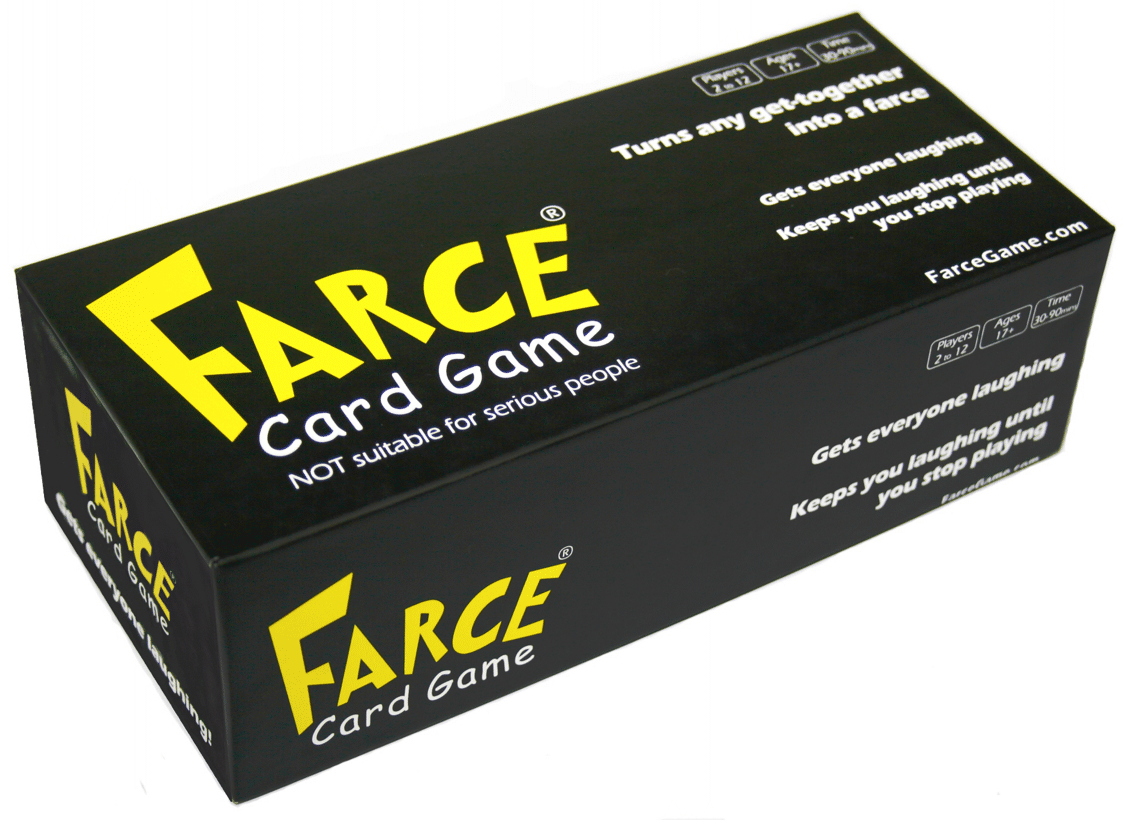 Players
2 to 12
Ages
17+
Time
30-90mins
Turns any get-together
into a farce
Gets everyone laughing
Keeps you laughing until
you stop playing
FarceGame.com
FARCE®
Card Game
NOT suitable for serious people
Players
2 to 12
Ages
17+
Time
30-90mins
Gets everyone laughing
Keeps you laughing until
you stop playing
FarceGame.com
FARCE®
Card Game
FARCE®
Card Game
Gets everyone laughing!